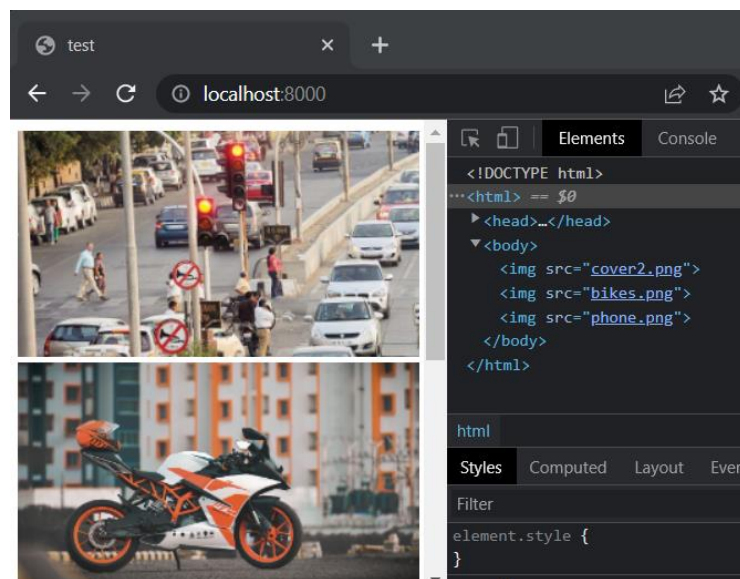 test
localhost:8000
Elements Console
<!DOCTYPE html>
…<html> == $0
<head>…</head>
<body>
<img src="cover2.png">
<img src="bikes.png">
<img src="phone.png">
</body>
</html>
html
Styles Computed Layout Ever
Filter
element.style {
}